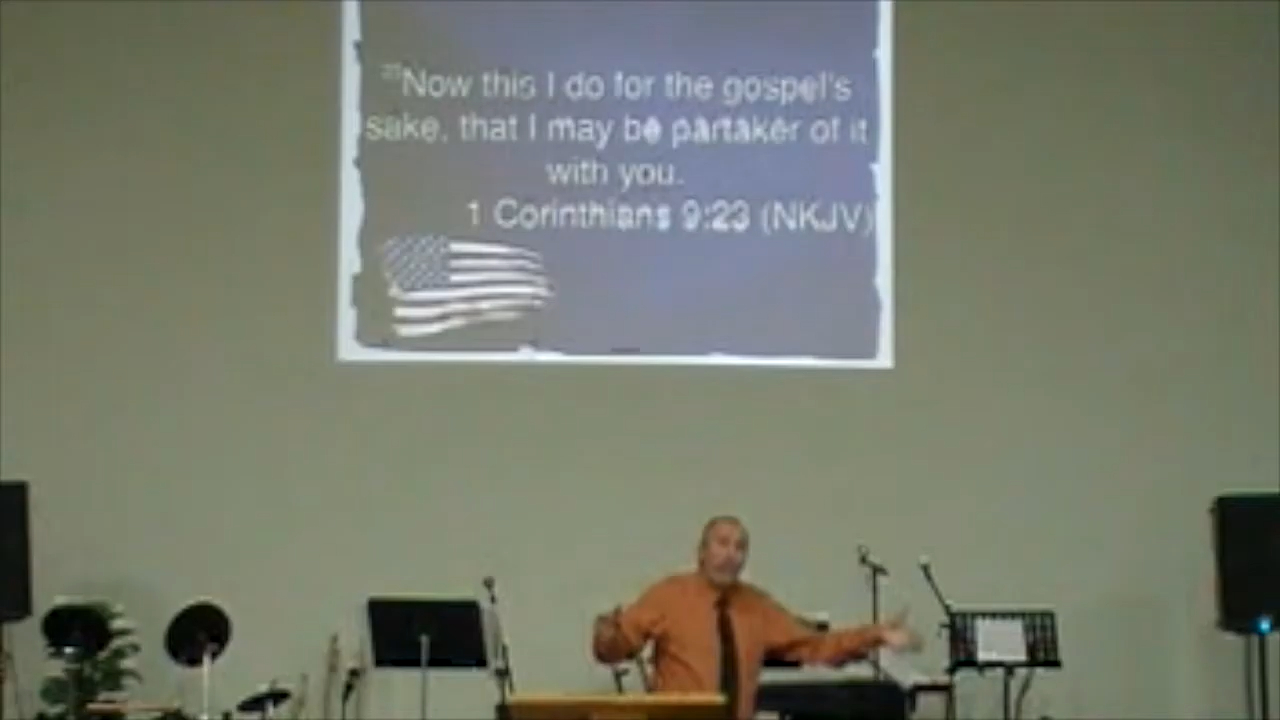 23Now this I do for the gospel's
sake, that I may be partaker of it
with you.
1 Corinthians 9:23 (NKJV)